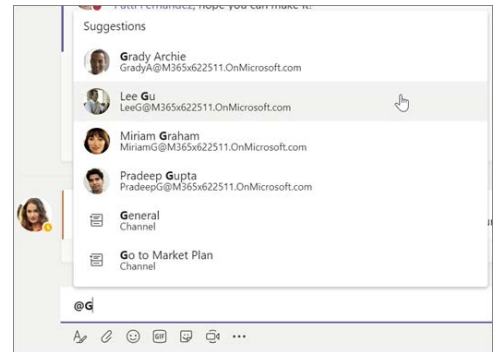 Patti Fernandez, hope you can make it!
Suggestions
Grady Archie
GradyA@M365x622511.OnMicrosoft.com
Lee Gu
LeeG@M365x622511.OnMicrosoft.com
Miriam Graham
MiriamG@M365x622511.OnMicrosoft.com
Pradeep Gupta
PradeepG@M365x622511.OnMicrosoft.com
General
Channel
Go to Market Plan
Channel
@G
GIF